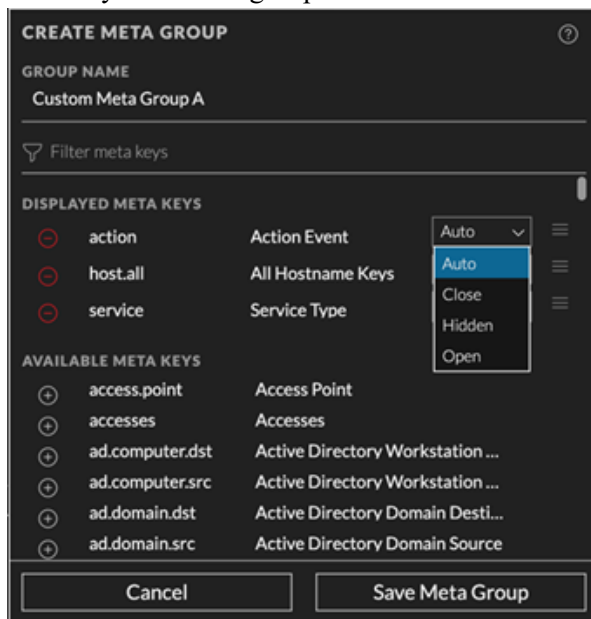 CREATE META GROUP
GROUP NAME
Custom Meta Group A
Filter meta keys
DISPLAYED META KEYS
action Action Event Auto
host.all All Hostname Keys
service Service Type
Auto
Close
Hidden
Open
AVAILABLE META KEYS
access.point Access Point
accesses Accesses
ad.computer.dst Active Directory Workstation ...
ad.computer.src Active Directory Workstation ...
ad.domain.dst Active Directory Domain Desti...
ad.domain.src Active Directory Domain Source
Cancel Save Meta Group